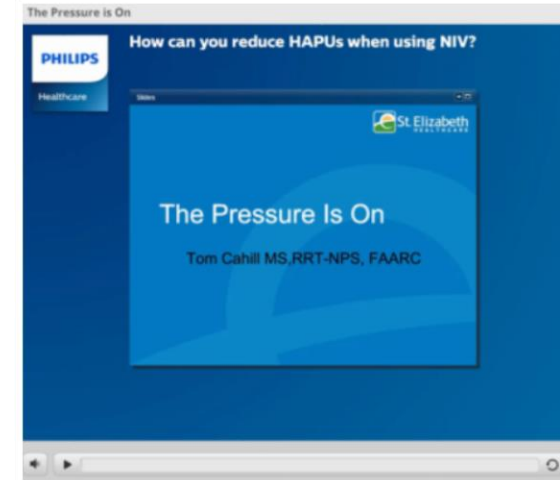 The Pressure is On
PHILIPS
How can you reduce HAPUs when using NIV?
Healthcare
Slides
St. Elizabeth
HEALTHCARE
The Pressure Is On
Tom Cahill MS,RRT-NPS, FAARC